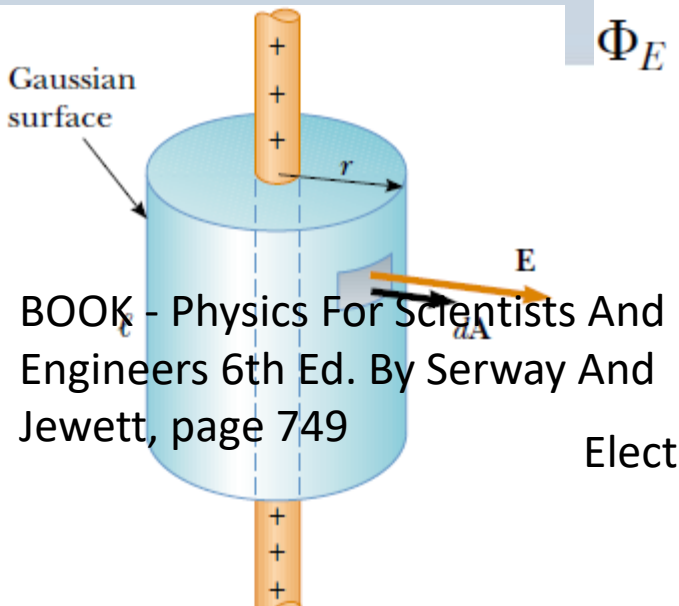 Φ_E
Gaussian
surface
+
+
+
r
E
dA
ℓ
BOOK - Physics For Scientists And
Engineers 6th Ed. By Serway And
Jewett, page 749
Elect
+
+
+